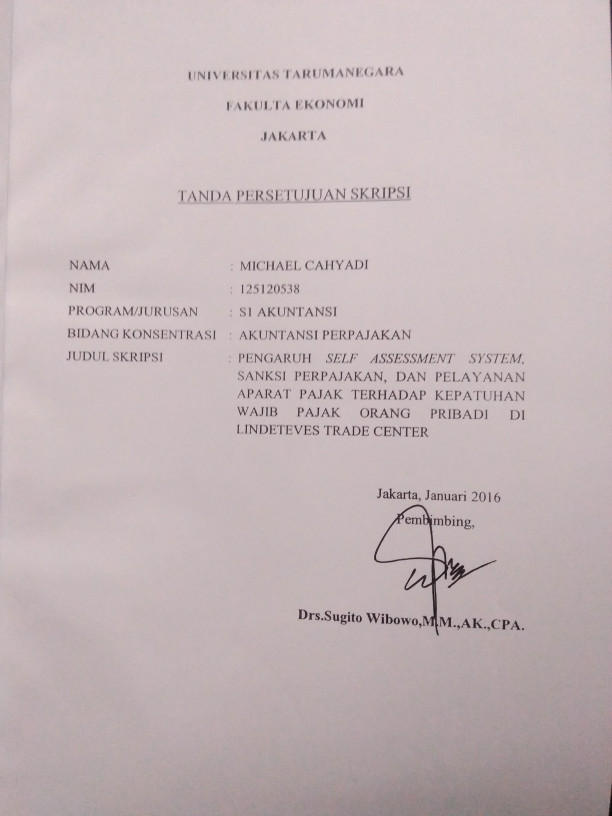 UNIVERSITAS TARUMANEGARA
FAKULTA EKONOMI
JAKARTA
TANDA PERSETUJUAN SKRIPSI
NAMA : MICHAEL CAHYADI
NIM : 125120538
PROGRAM/JURUSAN : S1 AKUNTANSI
BIDANG KONSENTRASI : AKUNTANSI PERPAJAKAN
JUDUL SKRIPSI : PENGARUH SELF ASSESSMENT SYSTEM,
SANKSI PERPAJAKAN, DAN PELAYANAN
APARAT PAJAK TERHADAP KEPATUHAN
WAJIB PAJAK ORANG PRIBADI DI
LINDETEVES TRADE CENTER
Jakarta, Januari 2016
Pembimbing,
Drs.Sugito Wibowo,M.M.,AK.,CPA.